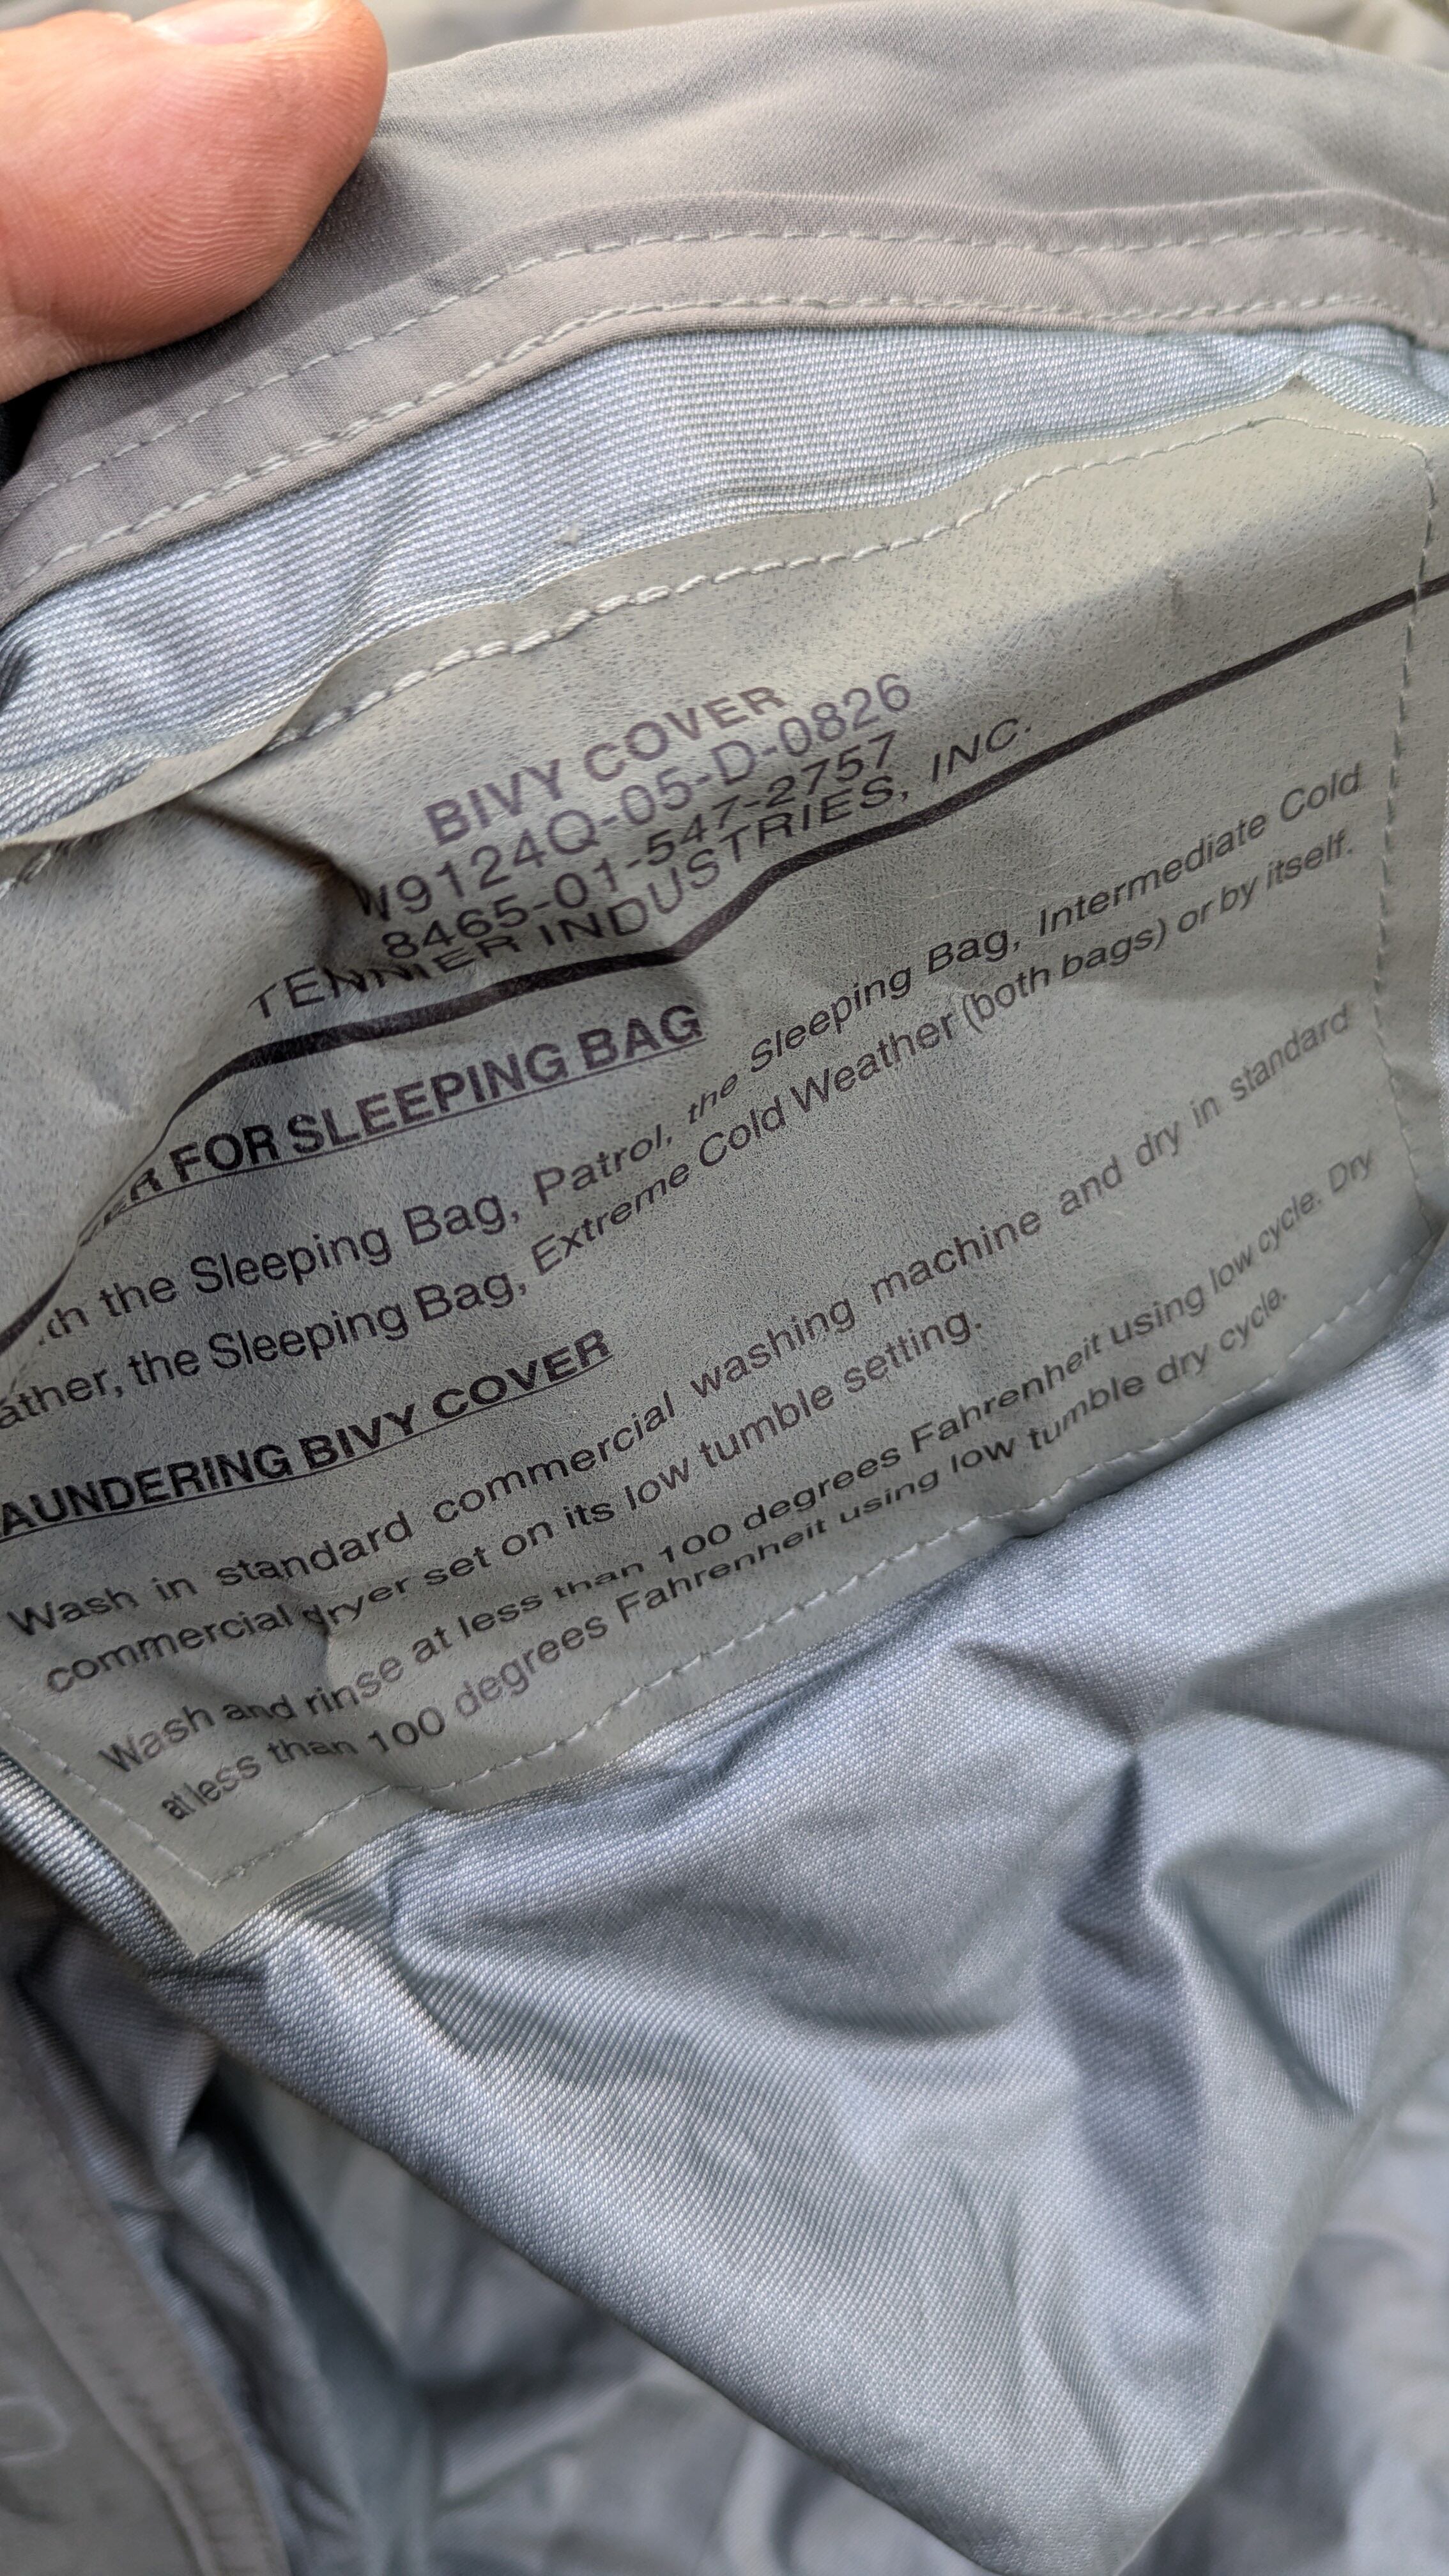 BIVY COVER
W9124Q-05-D-0826
8465-01-547-2757
TENNIER INDUSTRIES, INC.
FOR SLEEPING BAG
the Sleeping Bag, Patrol, the Sleeping Bag, Intermediate Cold
ather, the Sleeping Bag, Extreme Cold Weather (both bags) or by itself.
AUNDERING BIVY COVER
Wash in standard commercial washing machine and dry in standard
commercial dryer set on its low tumble setting.
Wash and rinse at less than 100 degrees Fahrenheit using low cycle. Dry
at less than 100 degrees Fahrenheit using low tumble dry cycle.